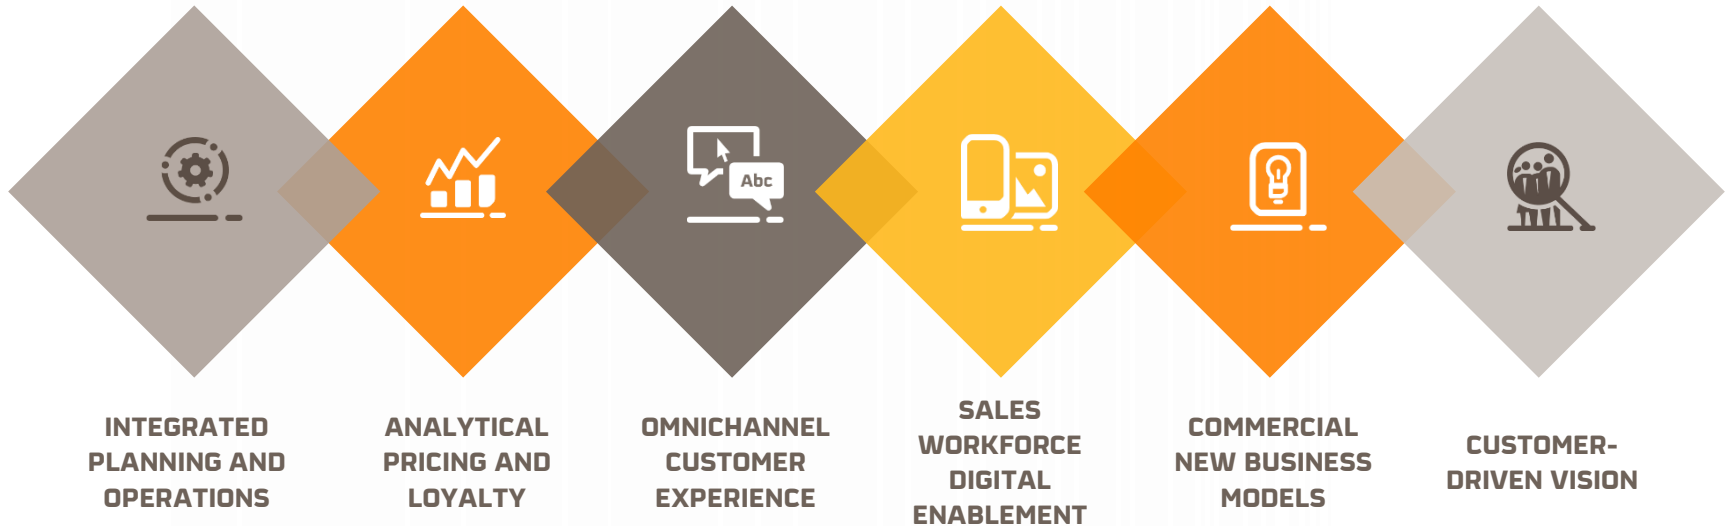 Abc
INTEGRATED
PLANNING AND
OPERATIONS
ANALYTICAL
PRICING AND
LOYALTY
OMNICHANNEL
CUSTOMER
EXPERIENCE
SALES
WORKFORCE
DIGITAL
ENABLEMENT
COMMERCIAL
NEW BUSINESS
MODELS
CUSTOMER-
DRIVEN VISION